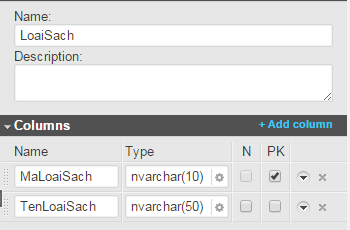 Name:
LoaiSach
Description:
Columns + Add column
Name Type N PK
MaLoaiSach nvarchar(10)
TenLoaiSach nvarchar(50)